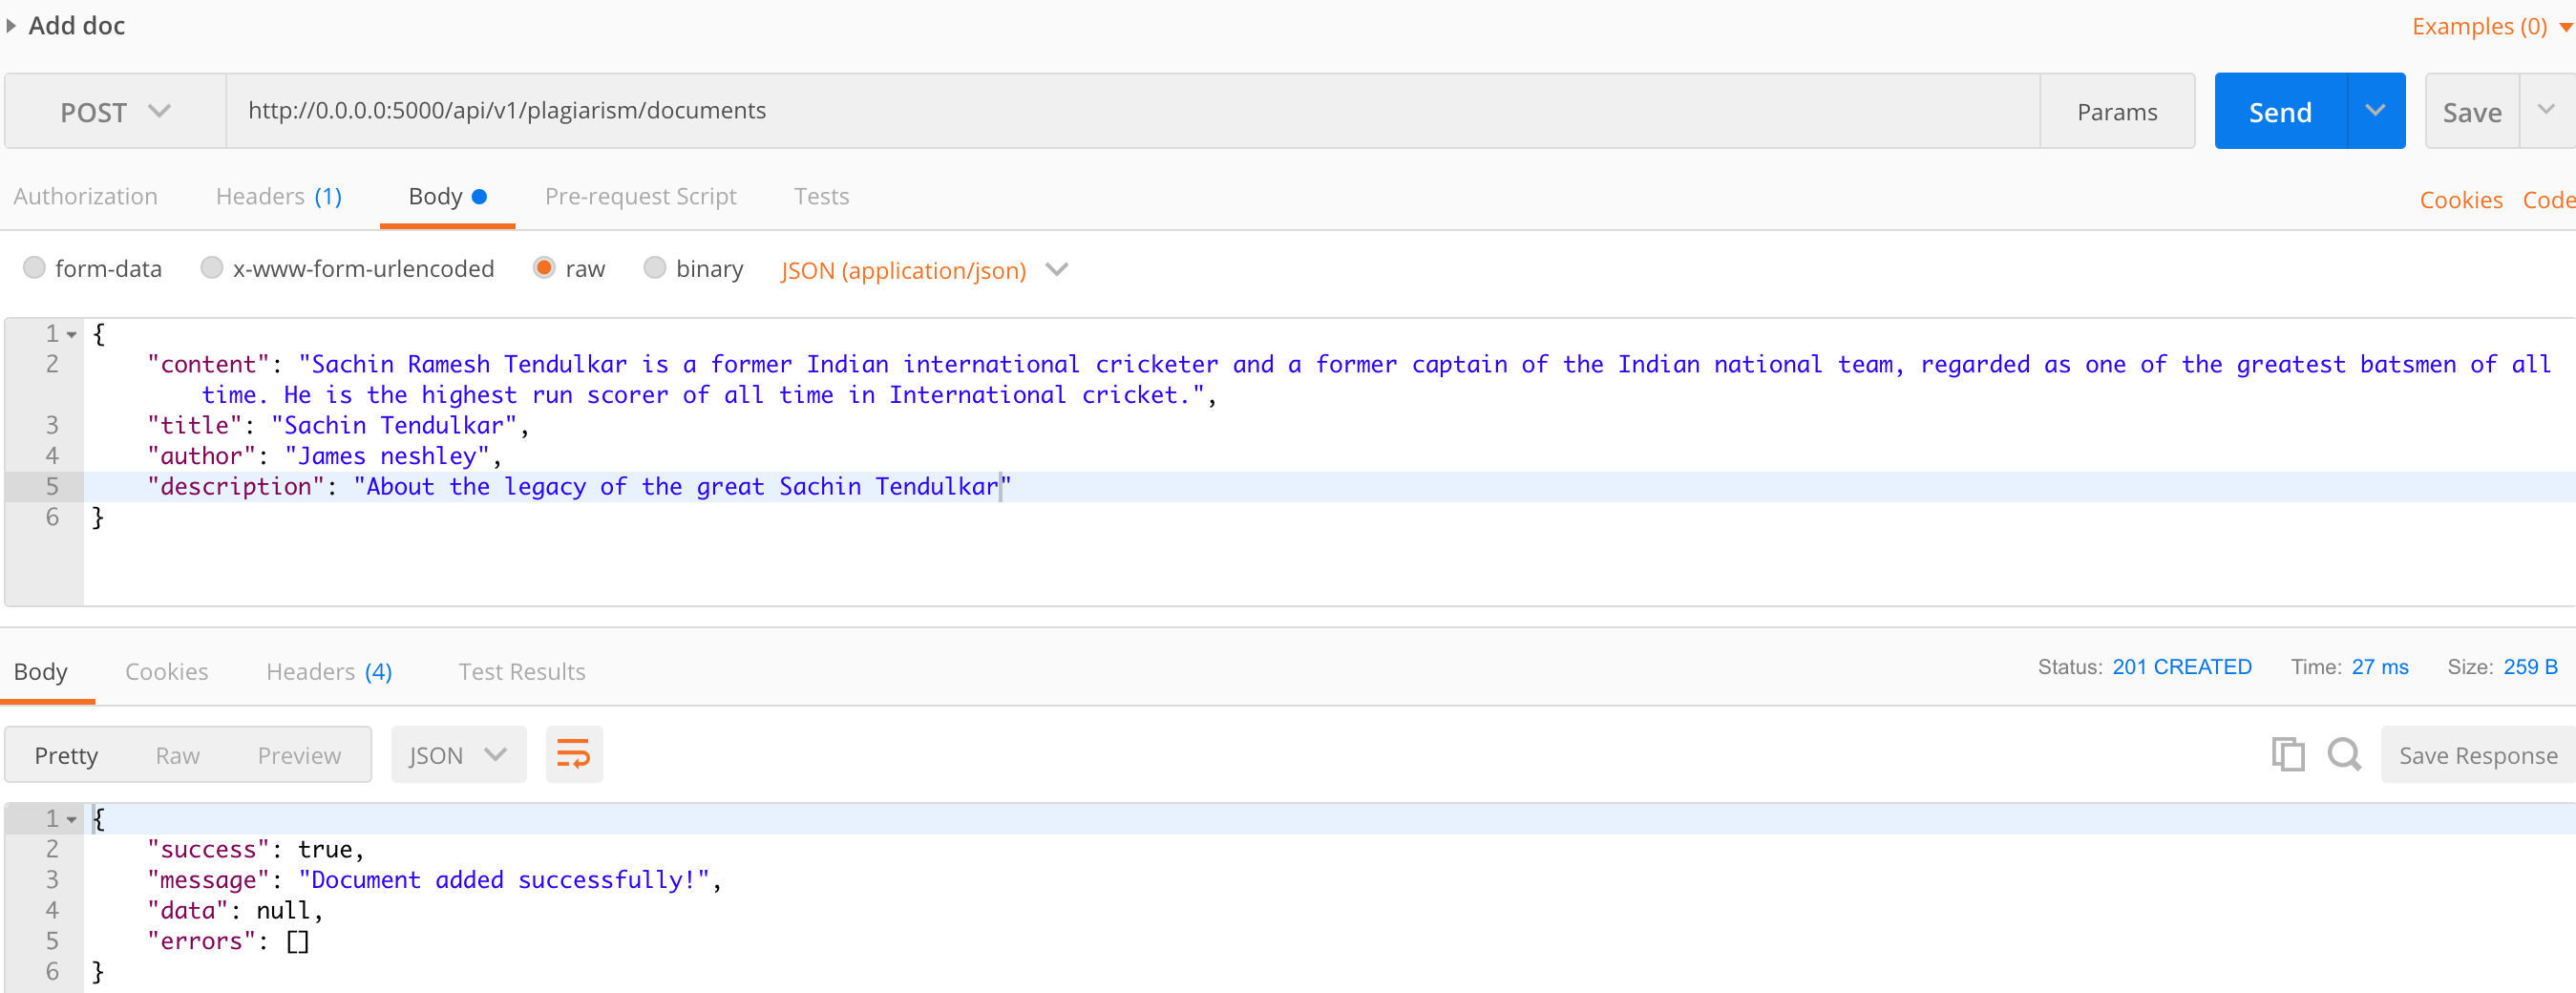 Add doc
Examples (0)
POST
http://0.0.0.0:5000/api/v1/plagiarism/documents
Params
Send
Save
Authorization
Headers (1)
Body
Pre-request Script
Tests
Cookies
Code
form-data
x-www-form-urlencoded
raw
binary
JSON (application/json)
1 {
2 "content": "Sachin Ramesh Tendulkar is a former Indian international cricketer and a former captain of the Indian national team, regarded as one of the greatest batsmen of all
time. He is the highest run scorer of all time in International cricket.",
3 "title": "Sachin Tendulkar",
4 "author": "James neshley",
5 "description": "About the legacy of the great Sachin Tendulkar"
6 }
Body
Cookies
Headers (4)
Test Results
Status: 201 CREATED
Time: 27 ms
Size: 259 B
Pretty
Raw
Preview
JSON
Save Response
1 {
2 "success": true,
3 "message": "Document added successfully!",
4 "data": null,
5 "errors": []
6 }